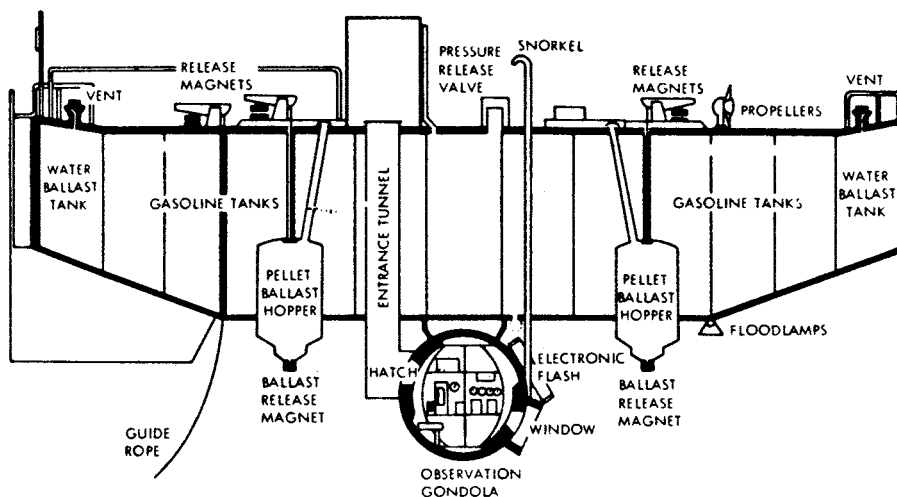 SNORKEL
PRESSURE
RELEASE
VALVE
RELEASE
MAGNETS
RELEASE
MAGNETS
VENT
VENT
PROPELLERS
WATER
BALLAST
TANK
GASOLINE TANKS
ENTRANCE TUNNEL
GASOLINE TANKS
WATER
BALLAST
TANK
PELLET
BALLAST
HOPPER
PELLET
BALLAST
HOPPER
FLOODLAMPS
HATCH
ELECTRONIC
FLASH
BALLAST
RELEASE
MAGNET
BALLAST
RELEASE
MAGNET
WINDOW
GUIDE
ROPE
OBSERVATION
GONDOLA